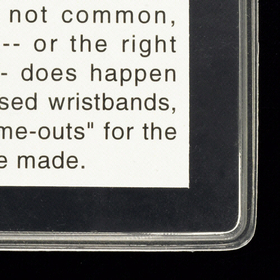 not common,
-- or the right
- does happen
sed wristbands,
me-outs" for the
e made.